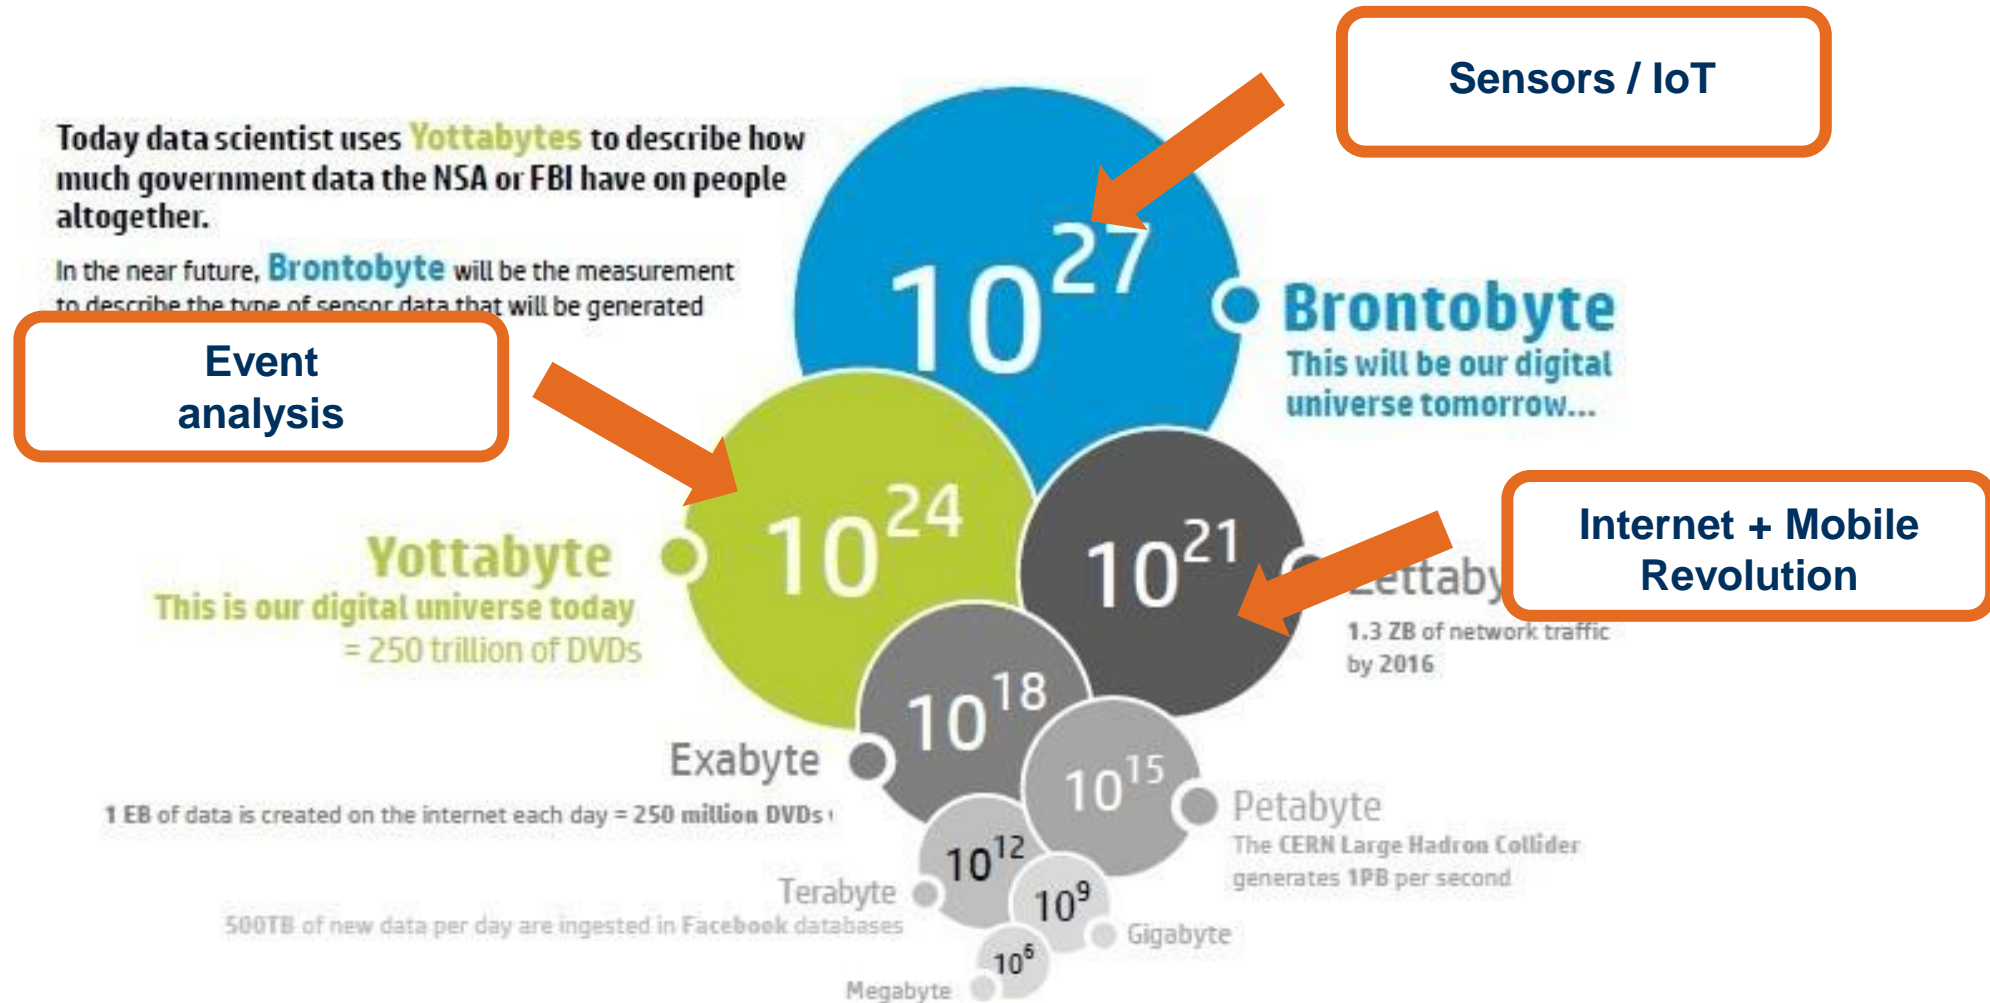 Sensors / IoT
Today data scientist uses Yottabytes to describe how
much government data the NSA or FBI have on people
altogether.
In the near future, Brontobyte will be the measurement
to describe the type of sensor data that will be generated
10^27
Brontobyte
This will be our digital
universe tomorrow...
Event
analysis
10^24
Yottabyte
This is our digital universe today
= 250 trillion of DVDs
10^21
Internet + Mobile
Revolution
1.3 ZB of network traffic
by 2016
10^18
Exabyte
1 EB of data is created on the internet each day = 250 million DVDs
10^15
Petabyte
The CERN Large Hadron Collider
generates 1PB per second
10^12
Terabyte
500TB of new data per day are ingested in Facebook databases
10^9
Gigabyte
10^6
Megabyte